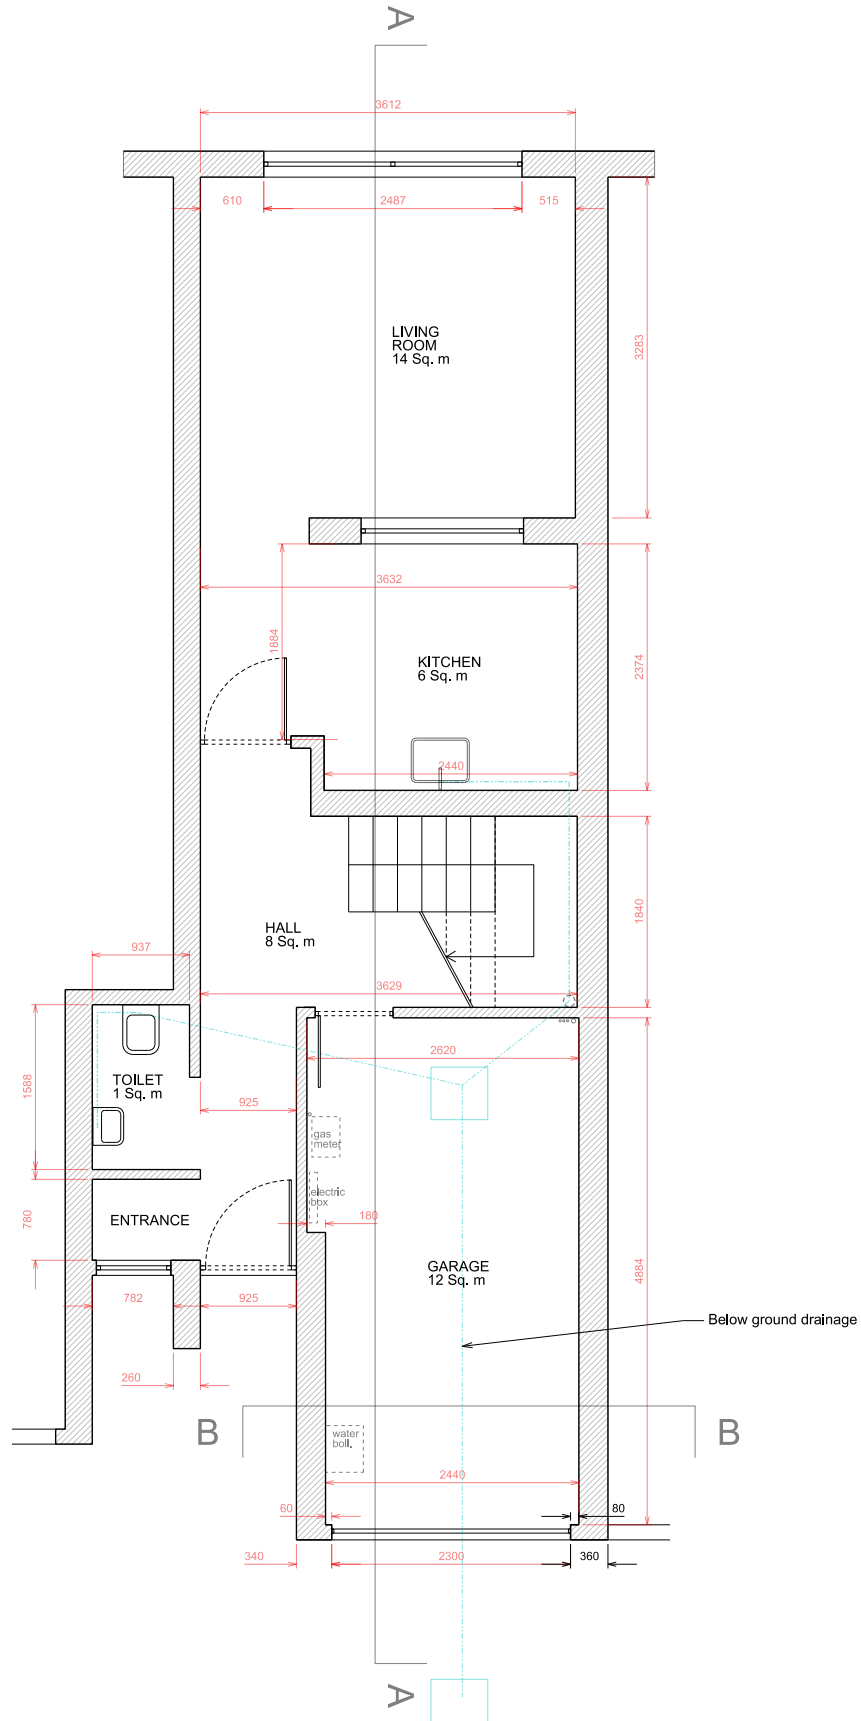 A
3612
610
2487
515
LIVING
ROOM
14 Sq. m
3283
3632
1884
KITCHEN
6 Sq. m
2374
2440
HALL
8 Sq. m
1840
937
3629
2620
TOILET
1 Sq. m
1588
925
gas
meter
electric
box
180
ENTRANCE
780
GARAGE
12 Sq. m
4884
782
925
Below ground drainage
260
B
B
water
boll.
2440
60
80
340
2300
360
A